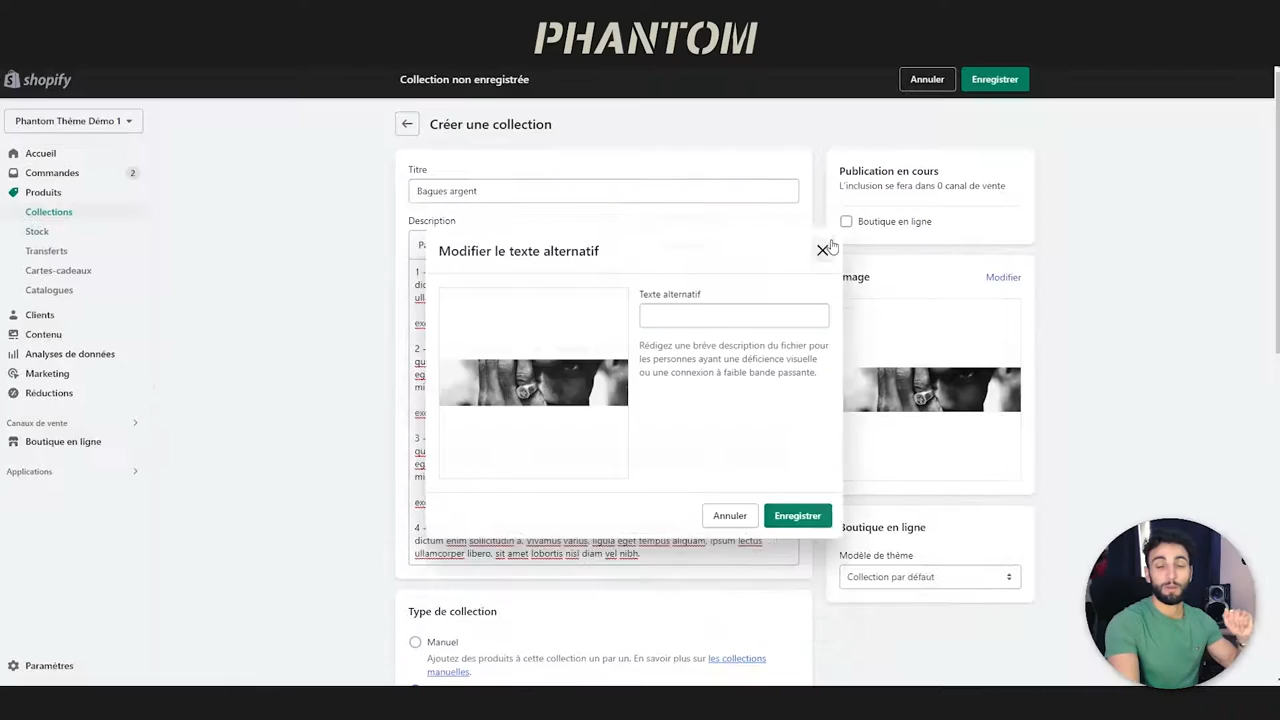 PHANTOM
shopify
Collection non enregistrée
Annuler
Enregistrer
Phantom Thème Démo 1
Accueil
Commandes
2
Produits
Collections
Stock
Transferts
Cartes-cadeaux
Catalogues
Clients
Contenu
Analyses de données
Marketing
Réductions
Canaux de vente
Boutique en ligne
Applications
Paramètres
Créer une collection
Titre
Bagues argent
Description
1 -
2 -
3 -
4 -
dictum enim sollicitudin a. Vivamus varius, ligula eget tempus aliquam, ipsum lectus
ullamcorper libero, sit amet lobortis nisl diam vel nibh.
Type de collection
Manuel
Ajoutez des produits à cette collection un par un. En savoir plus sur les collections
manuelles.
Modifier le texte alternatif
Texte alternatif
Rédigez une brève description du fichier pour
les personnes ayant une déficience visuelle
ou une connexion à faible bande passante.
Annuler
Enregistrer
Publication en cours
L'inclusion se fera dans 0 canal de vente
Boutique en ligne
mage
Modifier
Boutique en ligne
Modèle de thème
Collection par défaut